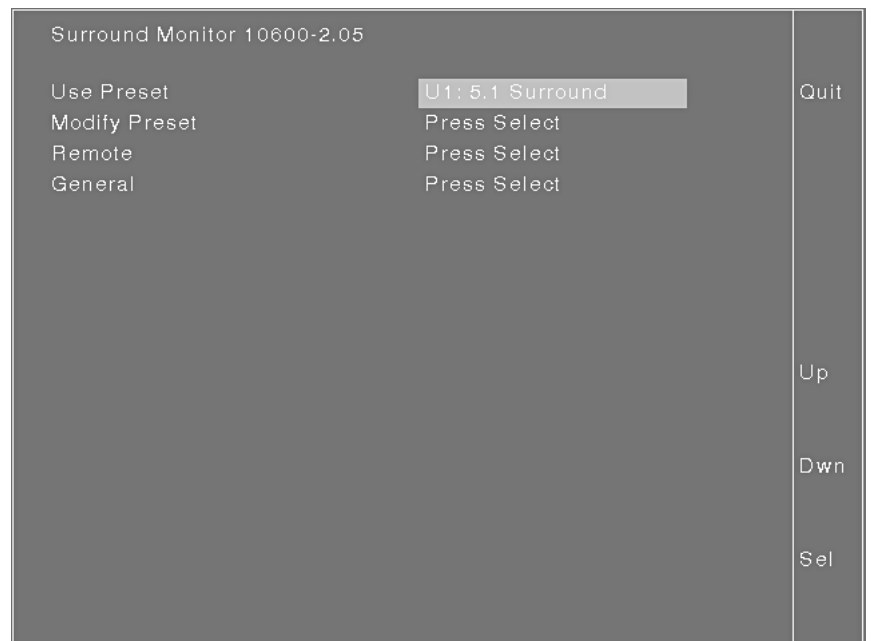 Surround Monitor 10600-2.05
Use Preset U1: 5.1 Surround Quit
Modify Preset Press Select
Remote Press Select
General Press Select
Up
Dwn
Sel